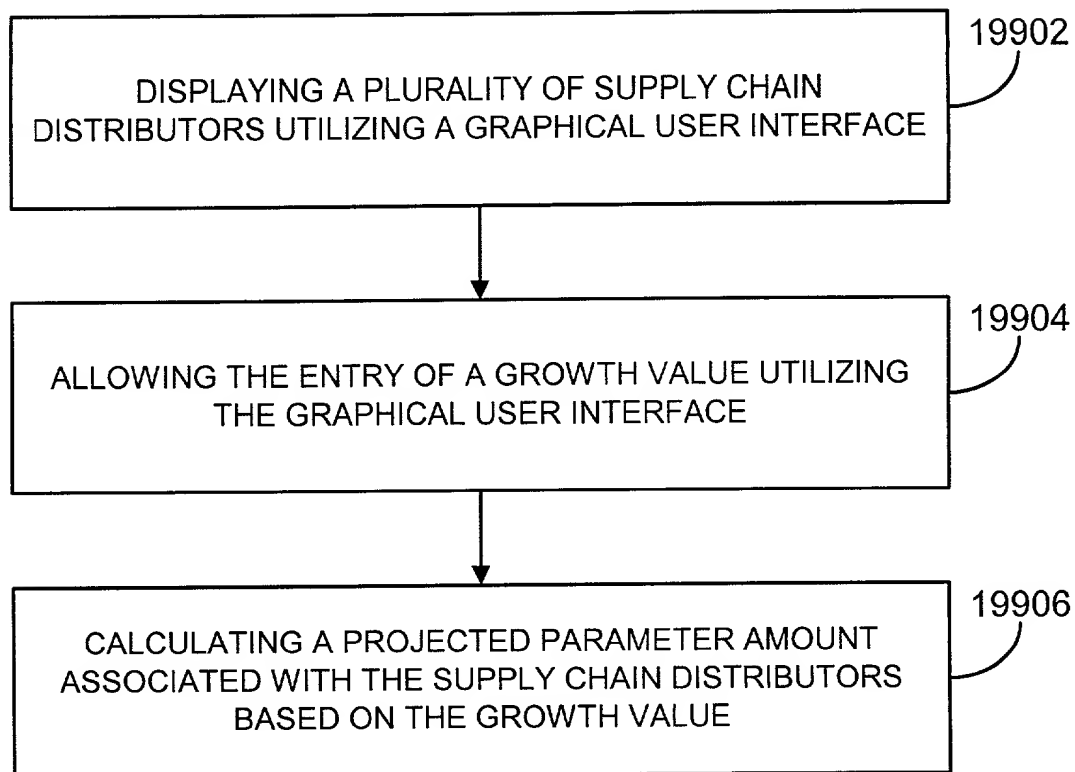 19902
DISPLAYING A PLURALITY OF SUPPLY CHAIN
DISTRIBUTORS UTILIZING A GRAPHICAL USER INTERFACE
19904
ALLOWING THE ENTRY OF A GROWTH VALUE UTILIZING
THE GRAPHICAL USER INTERFACE
19906
CALCULATING A PROJECTED PARAMETER AMOUNT
ASSOCIATED WITH THE SUPPLY CHAIN DISTRIBUTORS
BASED ON THE GROWTH VALUE